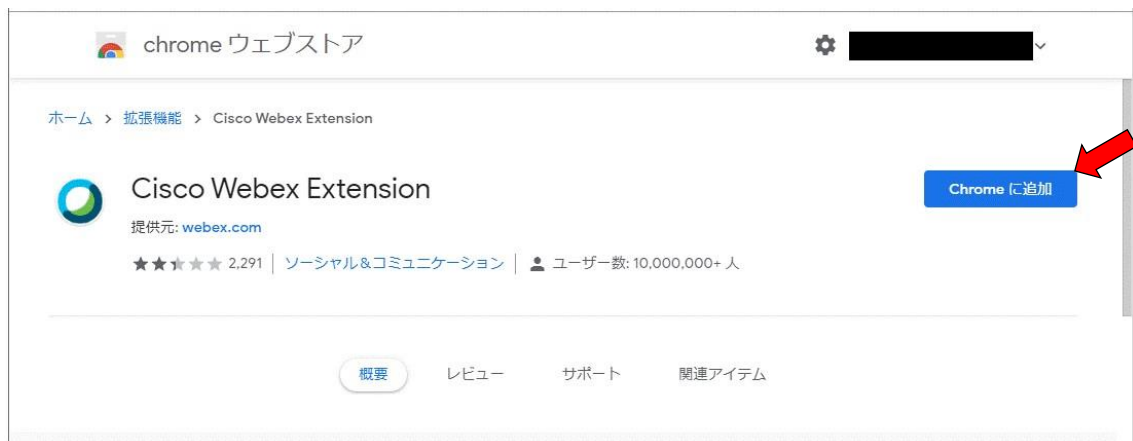 chrome ウェブストア
ホーム > 拡張機能 > Cisco Webex Extension
Cisco Webex Extension
Chrome に追加
提供元: webex.com
2,291 | ソーシャル&コミュニケーション | ユーザー数: 10,000,000+ 人
概要 レビュー サポート 関連アイテム